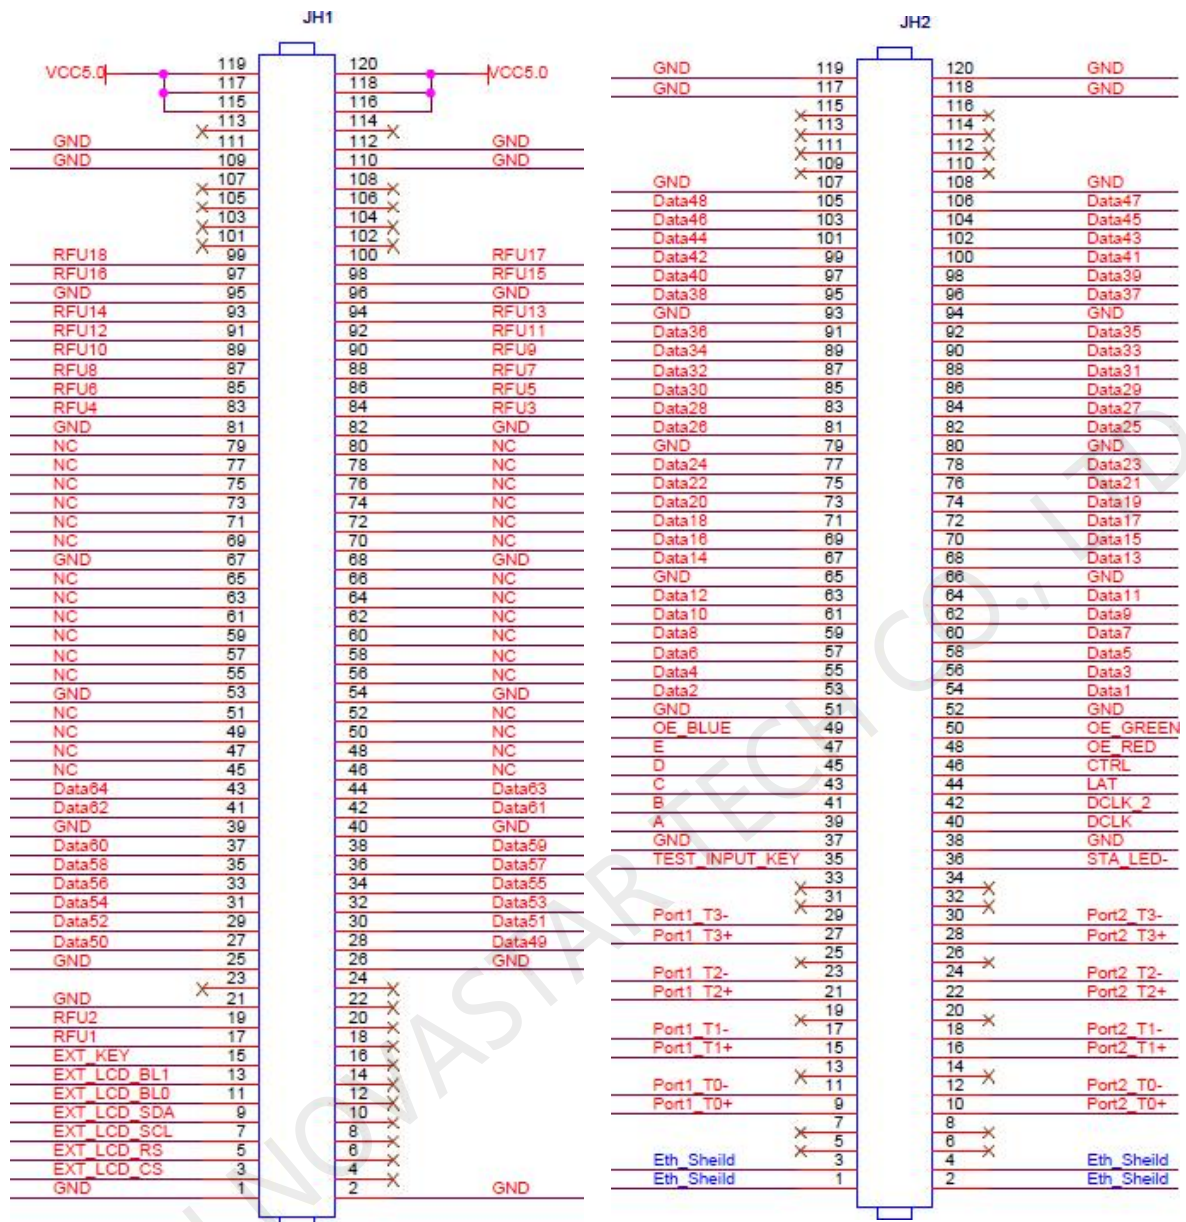 JH1
VCC5.0 119 120 VCC5.0
117 118
115 116
113 114
GND 111 112 GND
GND 109 110 GND
107 108
105 106
103 104
101 102
RFU18 99 100 RFU17
RFU16 97 98 RFU15
GND 95 96 GND
RFU14 93 94 RFU13
RFU12 91 92 RFU11
RFU10 89 90 RFU9
RFU8 87 88 RFU7
RFU6 85 86 RFU5
RFU4 83 84 RFU3
GND 81 82 GND
NC 79 80 NC
NC 77 78 NC
NC 75 76 NC
NC 73 74 NC
NC 71 72 NC
NC 69 70 NC
GND 67 68 GND
NC 65 66 NC
NC 63 64 NC
NC 61 62 NC
NC 59 60 NC
NC 57 58 NC
NC 55 56 NC
GND 53 54 GND
NC 51 52 NC
NC 49 50 NC
NC 47 48 NC
NC 45 46 NC
Data64 43 44 Data63
Data62 41 42 Data61
GND 39 40 GND
Data60 37 38 Data59
Data58 35 36 Data57
Data56 33 34 Data55
Data54 31 32 Data53
Data52 29 30 Data51
Data50 27 28 Data49
GND 25 26 GND
23 24
GND 21 22
RFU2 19 20
RFU1 17 18
EXT_KEY 15 16
EXT_LCD_BL1 13 14
EXT_LCD_BL0 11 12
EXT_LCD_SDA 9 10
EXT_LCD_SCL 7 8
EXT_LCD_RS 5 6
EXT_LCD_CS 3 4
GND 1 2 GND
JH2
GND 119 120 GND
GND 117 118 GND
115 116
113 114
111 112
109 110
GND 107 108 GND
Data48 105 106 Data47
Data46 103 104 Data45
Data44 101 102 Data43
Data42 99 100 Data41
Data40 97 98 Data39
Data38 95 96 Data37
GND 93 94 GND
Data36 91 92 Data35
Data34 89 90 Data33
Data32 87 88 Data31
Data30 85 86 Data29
Data28 83 84 Data27
Data26 81 82 Data25
GND 79 80 GND
Data24 77 78 Data23
Data22 75 76 Data21
Data20 73 74 Data19
Data18 71 72 Data17
Data16 69 70 Data15
Data14 67 68 Data13
GND 65 66 GND
Data12 63 64 Data11
Data10 61 62 Data9
Data8 59 60 Data7
Data6 57 58 Data5
Data4 55 56 Data3
Data2 53 54 Data1
GND 51 52 GND
OE_BLUE 49 50 OE_GREEN
E 47 48 OE_RED
D 45 46 CTRL
C 43 44 LAT
B 41 42 DCLK_2
A 39 40 DCLK
GND 37 38 GND
TEST_INPUT_KEY 35 36 STA_LED-
33 34
31 32
Port1_T3- 29 30 Port2_T3-
Port1_T3+ 27 28 Port2_T3+
25 26
Port1_T2- 23 24 Port2_T2-
Port1_T2+ 21 22 Port2_T2+
19 20
Port1_T1- 17 18 Port2_T1-
Port1_T1+ 15 16 Port2_T1+
13 14
Port1_T0- 11 12 Port2_T0-
Port1_T0+ 9 10 Port2_T0+
7 8
5 6
Eth_Sheild 3 4 Eth_Sheild
Eth_Sheild 1 2 Eth_Sheild
NOVASTAR TECH CO., LTD